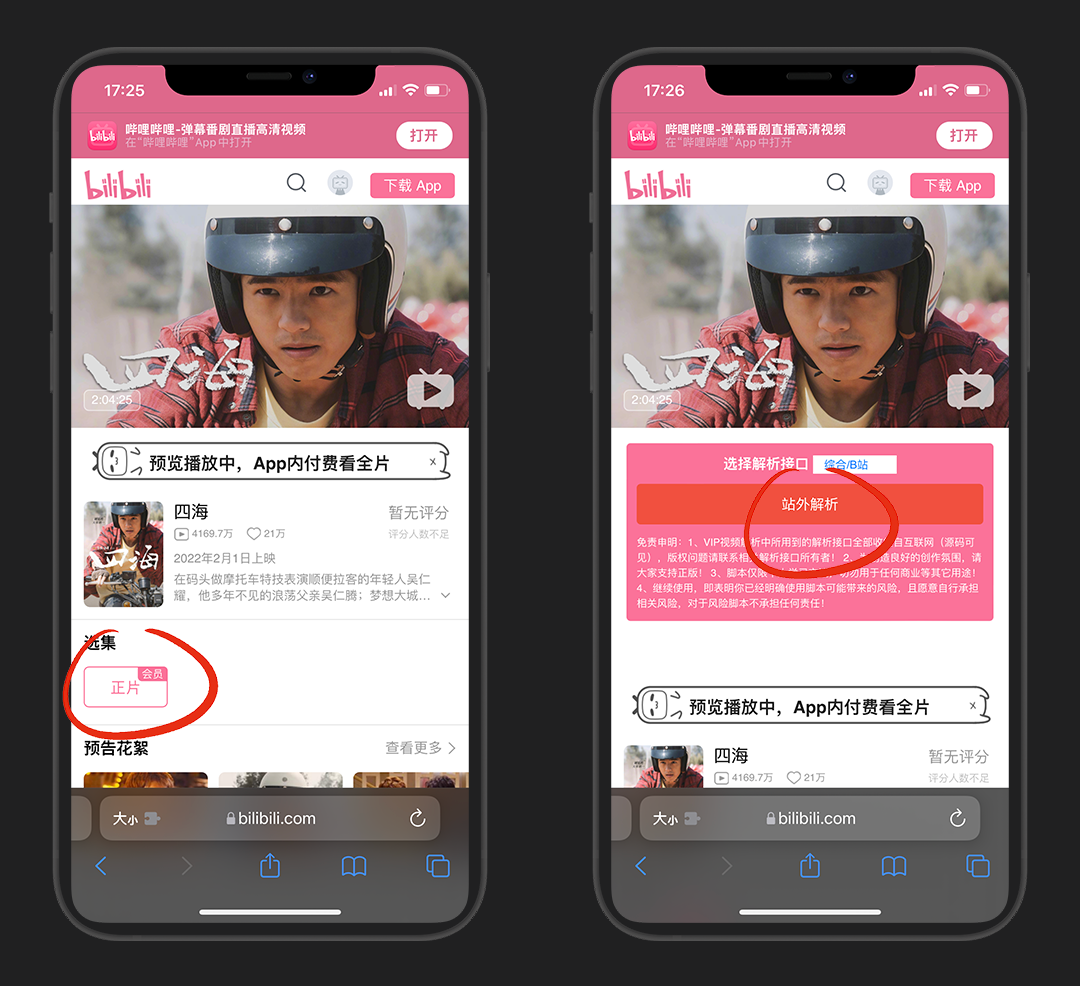 17:25
哔哩哔哩-弹幕番剧直播高清视频
在“哔哩哔哩”App中打开
打开
bilibili
bilibili
下载 App
四海
2:04:25
预览播放中，App内付费看全片
x
四海
暂无评分
4169.7万
21万
评分人数不足
2022年2月1日上映
在码头做摩托车特技表演顺便拉客的年轻人吴仁
耀，他多年不见的浪荡父亲吴仁腾；梦想大城…
四海
选集
会员
正片
预告花絮
查看更多
大小
bilibili.com
17:26
哔哩哔哩-弹幕番剧直播高清视频
在“哔哩哔哩”App中打开
打开
bilibili
bilibili
下载 App
四海
2:04:25
选择解析接口
综合/B站
站外解析
免责申明：1、VIP视频解析中所用到的解析接口全部收
自互联网（源码可
见），版权问题请联系相
解析接口所有者！ 2、
造良好的创作氛围，请
大家支持正版！ 3、脚本仅限
勿用于任何商业等其它用途！
4、继续使用，即表明你已经明确使用脚本可能带来的风险，且愿意自行承担
相关风险，对于风险脚本不承担任何责任！
预览播放中，App内付费看全片
x
四海
暂无评分
4169.7万
21万
评分人数不足
大小
bilibili.com